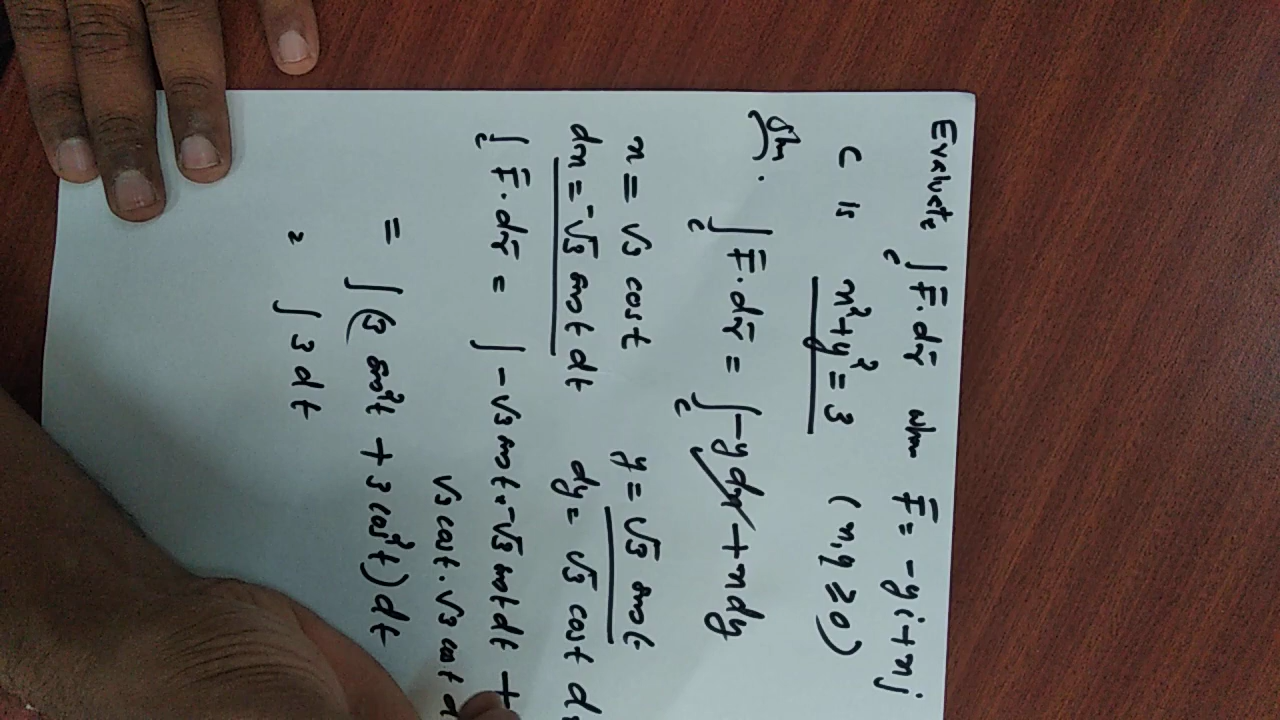 Evaluate ∫_C F̄.dr̄ when F̄ = -yi+xj
C is x²+y² = 3 (x,y ≥0)
Soln. ∫_C F̄.dr̄ = ∫_C -ydx+xdy
x = √3 cost y = √3 sint
dx = -√3 sint dt dy = √3 cost d
∫_C F̄.dr̄ = ∫ -√3 sint.-√3 sint dt +
√3 cost.√3 cost d
= ∫(3 sin²t + 3 cos²t) dt
= ∫ 3 dt